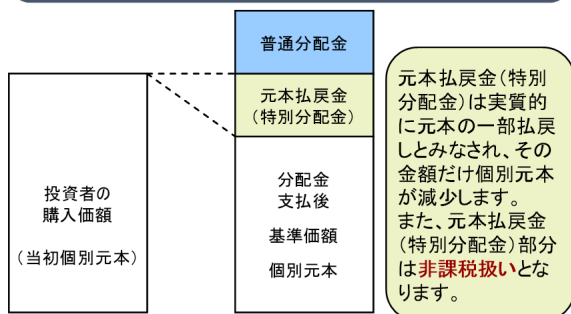 普通分配金
元本払戻金
（特別分配金）
投資者の
購入価額
（当初個別元本）
分配金
支払後
基準価額
個別元本
元本払戻金（特別
分配金）は実質的
に元本の一部払戻
しとみなされ、その
金額だけ個別元本
が減少します。
また、元本払戻金
（特別分配金）部分
は非課税扱いとな
ります。